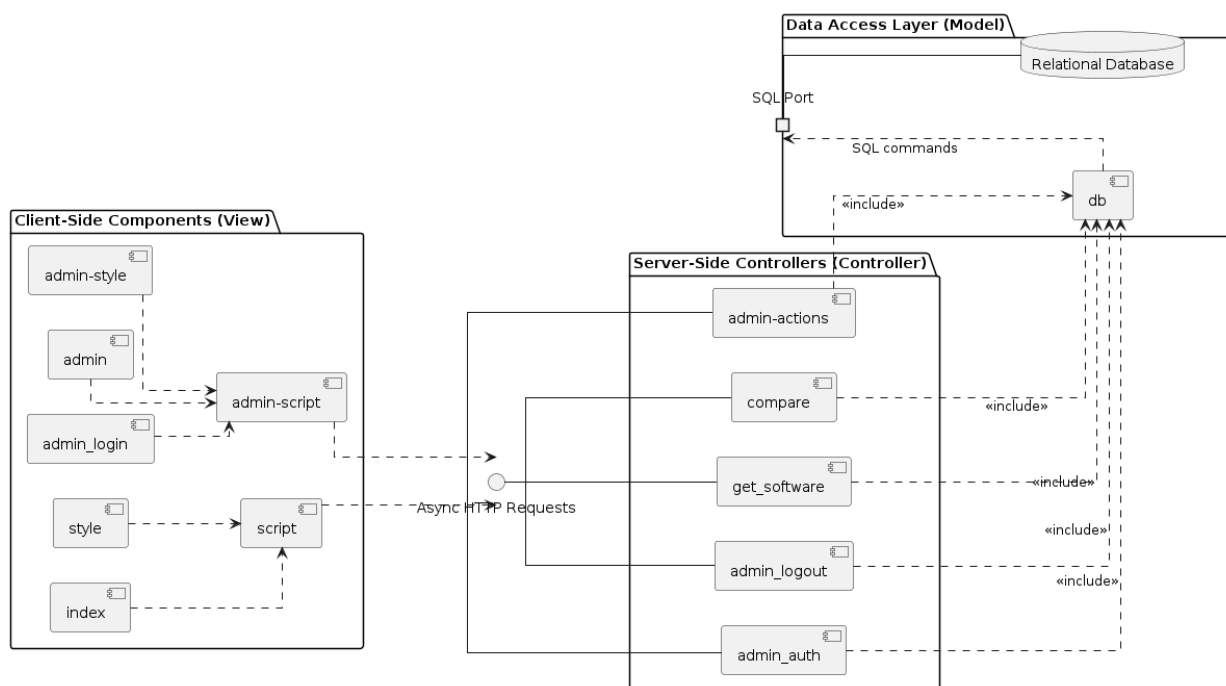 Data Access Layer (Model)
Relational Database
SQL Port
SQL commands
db
«include»
Client-Side Components (View)
admin-style
admin
admin-script
admin_login
style
script
index
Async HTTP Requests
Server-Side Controllers (Controller)
admin-actions
compare
«include»
get_software
«include»
admin_logout
«include»
admin_auth
«include»